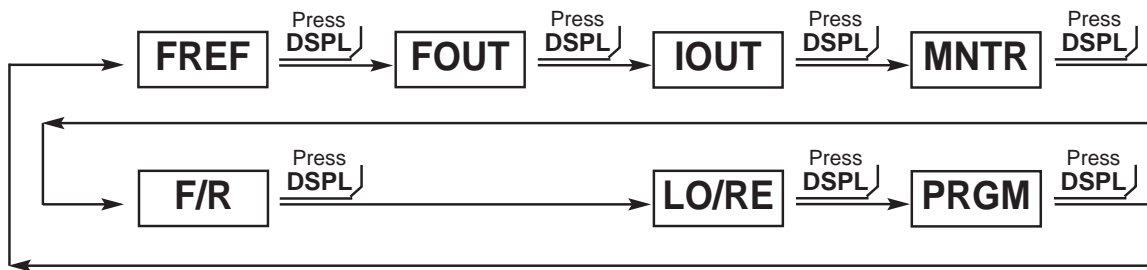 Press Press Press Press
DSPL DSPL DSPL DSPL
FREF FOUT IOUT MNTR
Press Press Press
DSPL DSPL DSPL
F/R LO/RE PRGM